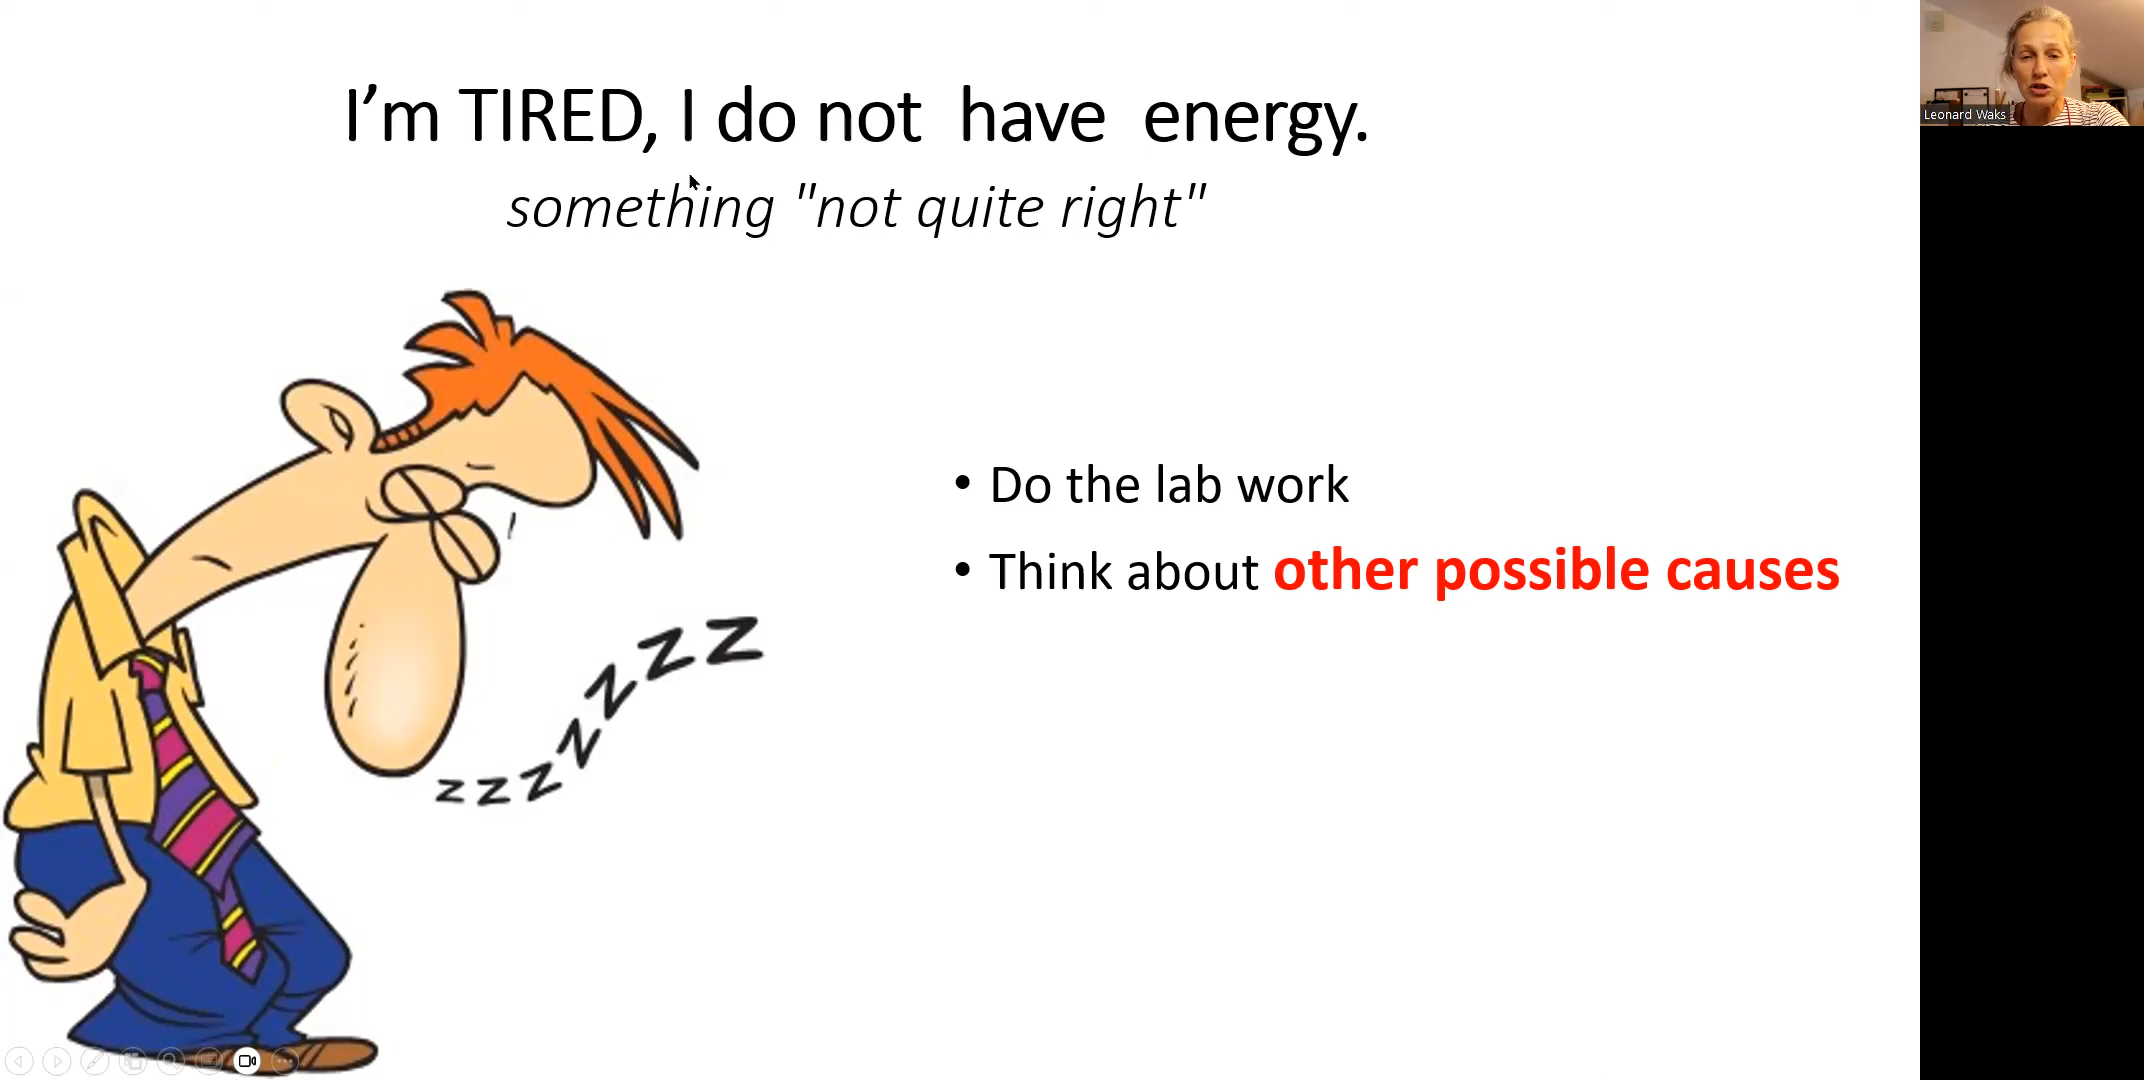 I’m TIRED, I do not have energy.
something "not quite right"
• Do the lab work
• Think about other possible causes
z z z z z z z
Leonard Waks